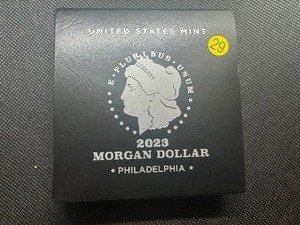 UNITED STATES MINT
29
E · PLURIBUS · UNUM
LIBERTY
2023
MORGAN DOLLAR
• PHILADELPHIA •